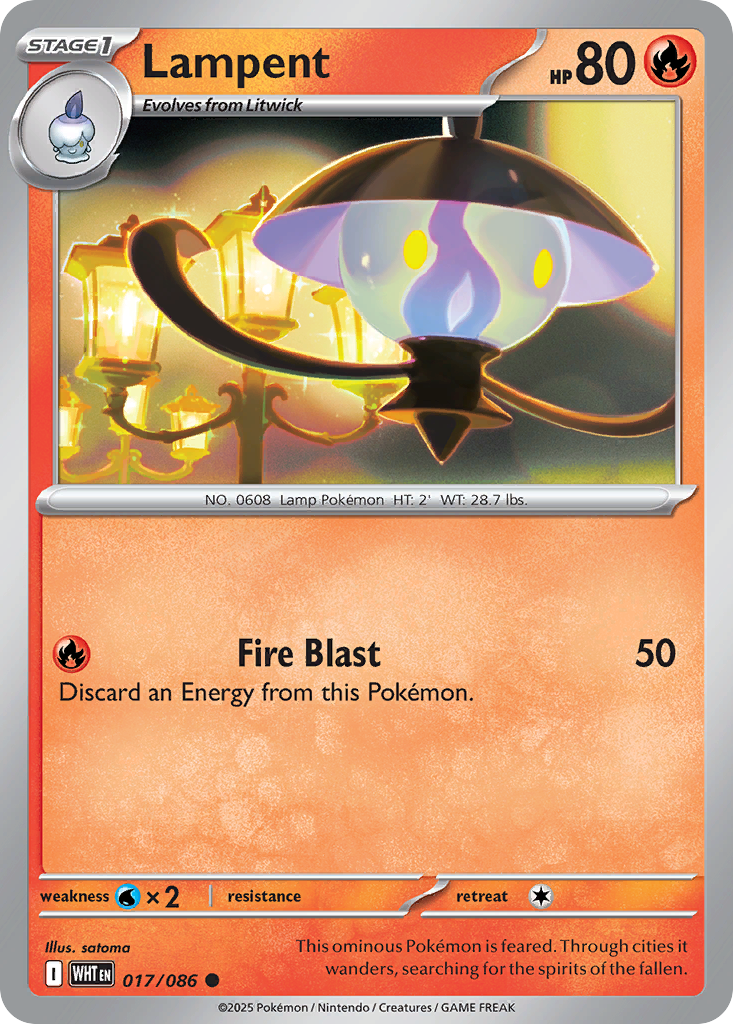 STAGE1
Lampent
HP 80
Evolves from Litwick
NO. 0608 Lamp Pokémon HT: 2' WT: 28.7 lbs.
Fire Blast 50
Discard an Energy from this Pokémon.
weakness ×2 resistance retreat
Illus. satoma
This ominous Pokémon is feared. Through cities it
wanders, searching for the spirits of the fallen.
I WHT EN 017/086
©2025 Pokémon / Nintendo / Creatures / GAME FREAK